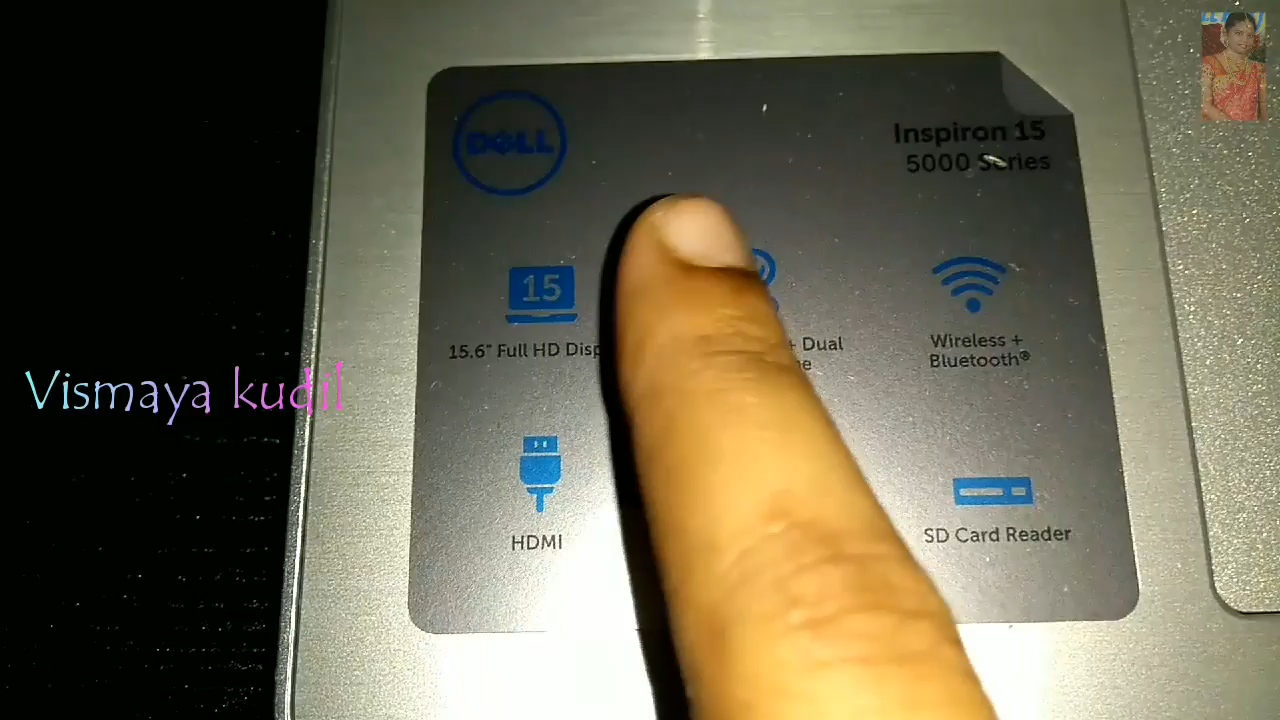 DELL
Inspiron 15
5000 Series
15
15.6" Full HD Disp
+ Dual
Wireless +
Bluetooth®
Vismaya kudil
HDMI
SD Card Reader